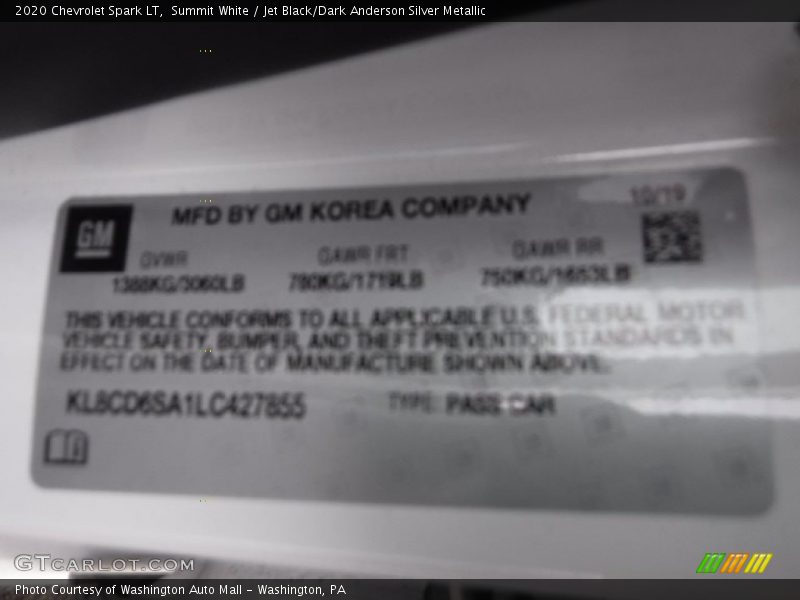 2020 Chevrolet Spark LT,  Summit White / Jet Black/Dark Anderson Silver Metallic
MFD BY GM KOREA COMPANY 10/19
GM
GVWR GAWR FRT GAWR RR
1388KG/3060LB 780KG/1719LB 750KG/1653LB
THIS VEHICLE CONFORMS TO ALL APPLICABLE U.S. FEDERAL MOTOR
VEHICLE SAFETY, BUMPER, AND THEFT PREVENTION STANDARDS IN
EFFECT ON THE DATE OF MANUFACTURE SHOWN ABOVE.
KL8CD6SA1LC427855 TYPE: PASS CAR
GTCARLOT.COM
Photo Courtesy of Washington Auto Mall - Washington, PA